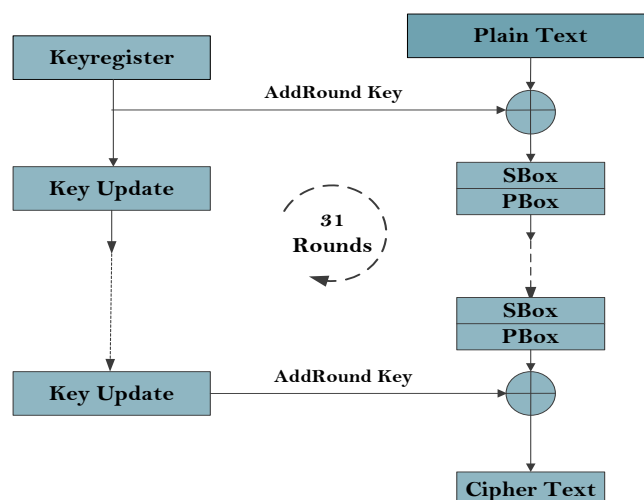 Plain Text
Keyregister
AddRound Key
Key Update
SBox
PBox
31
Rounds
SBox
PBox
AddRound Key
Key Update
Cipher Text